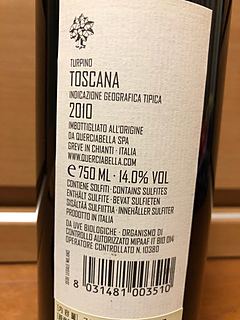 TURPINO
TOSCANA
INDICAZIONE GEOGRAFICA TIPICA
2010
IMBOTTIGLIATO ALL'ORIGINE
DA QUERCIABELLA SPA
GREVE IN CHIANTI · ITALIA
WWW.QUERCIABELLA.COM
e 750 ML · 14.0% VOL
CONTIENE SOLFITI · CONTAINS SULFITES
ENTHÄLT SULFITE · BEVAT SULFIETEN
SISÄLTÄÄ SULFIITTIA · INNEHÅLLER SULFITER
PRODOTTO IN ITALIA
DA UVE BIOLOGICHE · ORGANISMO DI
CONTROLLO AUTORIZZATO MIPAAF IT BIO 014
OPERATORE CONTROLLATO N. 10380
8 031481 003510